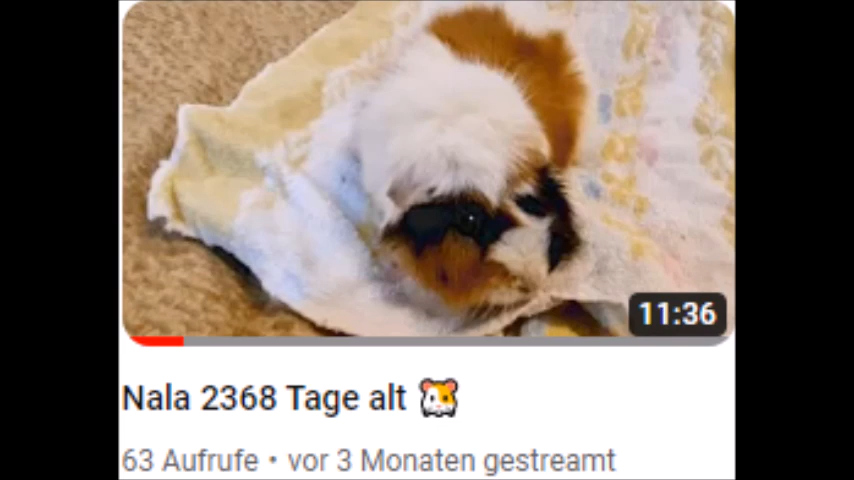 11:36
Nala 2368 Tage alt 🐹
63 Aufrufe • vor 3 Monaten gestreamt